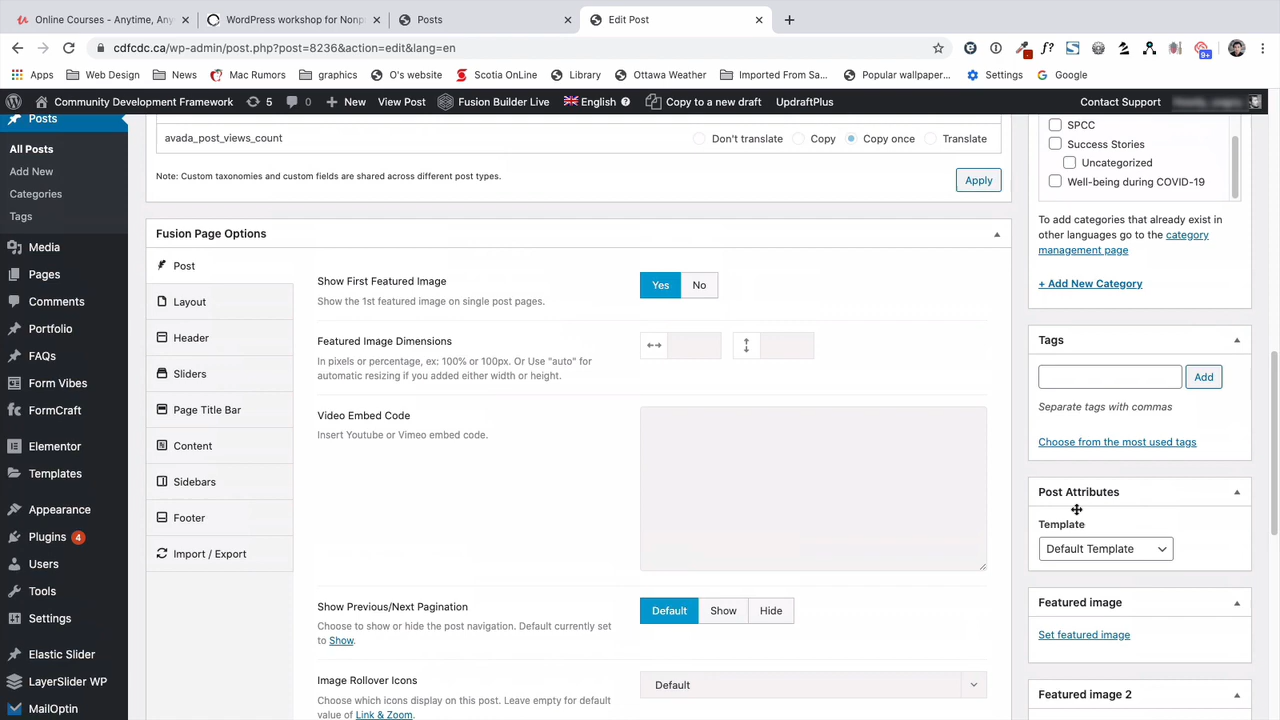 Online Courses - Anytime, Any
WordPress workshop for Nonp
Posts
Edit Post
cdfcdc.ca/wp-admin/post.php?post=8236&action=edit&lang=en
9+
Apps
Web Design
News
Mac Rumors
graphics
O's website
Scotia OnLine
Library
Ottawa Weather
Imported From Sa...
Popular wallpaper...
Settings
Google
Community Development Framework
5
0
+ New
View Post
Fusion Builder Live
English
Copy to a new draft
UpdraftPlus
Contact Support
Posts
All Posts
Add New
Categories
Tags
Media
Pages
Comments
Portfolio
FAQs
Form Vibes
FormCraft
Elementor
Templates
Appearance
Plugins 4
Users
Tools
Settings
Elastic Slider
LayerSlider WP
MailOptin
avada_post_views_count
Don't translate
Copy
Copy once
Translate
Note: Custom taxonomies and custom fields are shared across different post types.
Apply
Fusion Page Options
Post
Layout
Header
Sliders
Page Title Bar
Content
Sidebars
Footer
Import / Export
Show First Featured Image
Show the 1st featured image on single post pages.
Yes
No
Featured Image Dimensions
In pixels or percentage, ex: 100% or 100px. Or Use "auto" for
automatic resizing if you added either width or height.
Video Embed Code
Insert Youtube or Vimeo embed code.
Show Previous/Next Pagination
Choose to show or hide the post navigation. Default currently set
to Show.
Default
Show
Hide
Image Rollover Icons
Choose which icons display on this post. Leave empty for default
value of Link & Zoom.
Default
SPCC
Success Stories
Uncategorized
Well-being during COVID-19
To add categories that already exist in
other languages go to the category
management page
+ Add New Category
Tags
Add
Separate tags with commas
Choose from the most used tags
Post Attributes
Template
Default Template
Featured image
Set featured image
Featured image 2